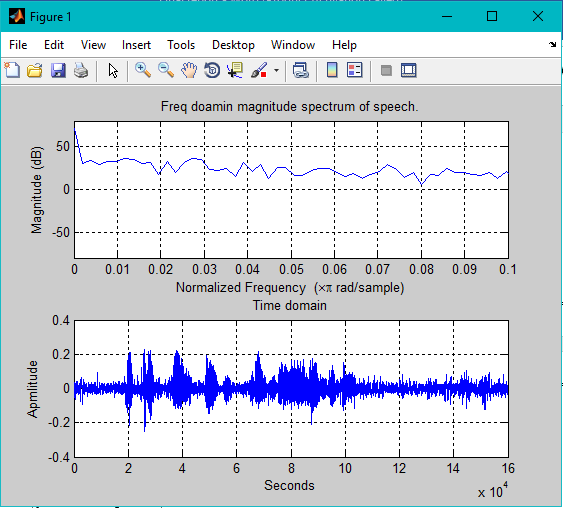 Figure 1
File Edit View Insert Tools Desktop Window Help
Freq doamin magnitude spectrum of speech.
Magnitude (dB)
50
0
-50
0 0.01 0.02 0.03 0.04 0.05 0.06 0.07 0.08 0.09 0.1
Normalized Frequency (×π rad/sample)
Time domain
Apmlitude
0.4
0.2
0
-0.2
-0.4
0 2 4 6 8 10 12 14 16
Seconds
x 10⁴